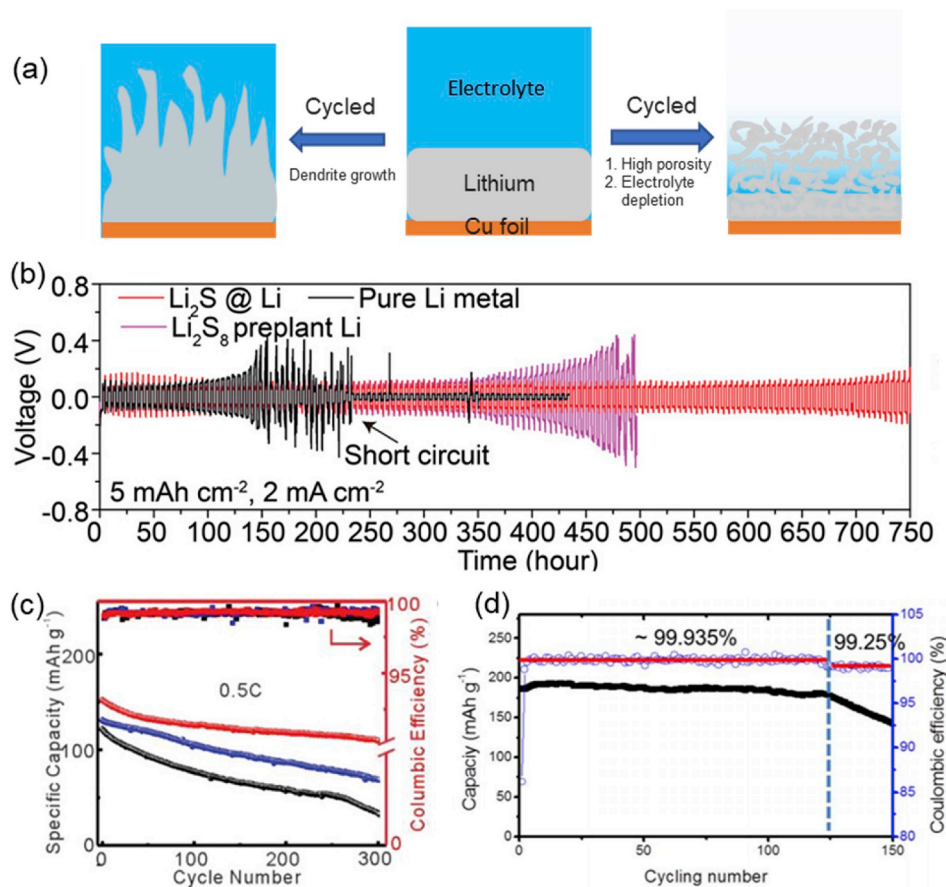 (a)
Cycled
Dendrite growth
Electrolyte
Lithium
Cu foil
Cycled
1. High porosity
2. Electrolyte
depletion
(b)
0.8
0.4
0.0
-0.4
-0.8
Voltage (V)
Li₂S @ Li
Pure Li metal
Li₂S₈ preplant Li
Short circuit
5 mAh cm⁻², 2 mA cm⁻²
0 50 100 150 200 250 300 350 400 450 500 550 600 650 700 750
Time (hour)
(c)
200
100
0
Specific Capacity (mAh g⁻¹)
0.5C
100
95
0
Columbic Efficiency (%)
0 100 200 300
Cycle Number
(d)
250
200
150
100
50
0
Capaciy (mAh g⁻¹)
~ 99.935%
99.25%
105
100
95
90
85
80
Coulombic efficiency (%)
0 50 100 150
Cycling number